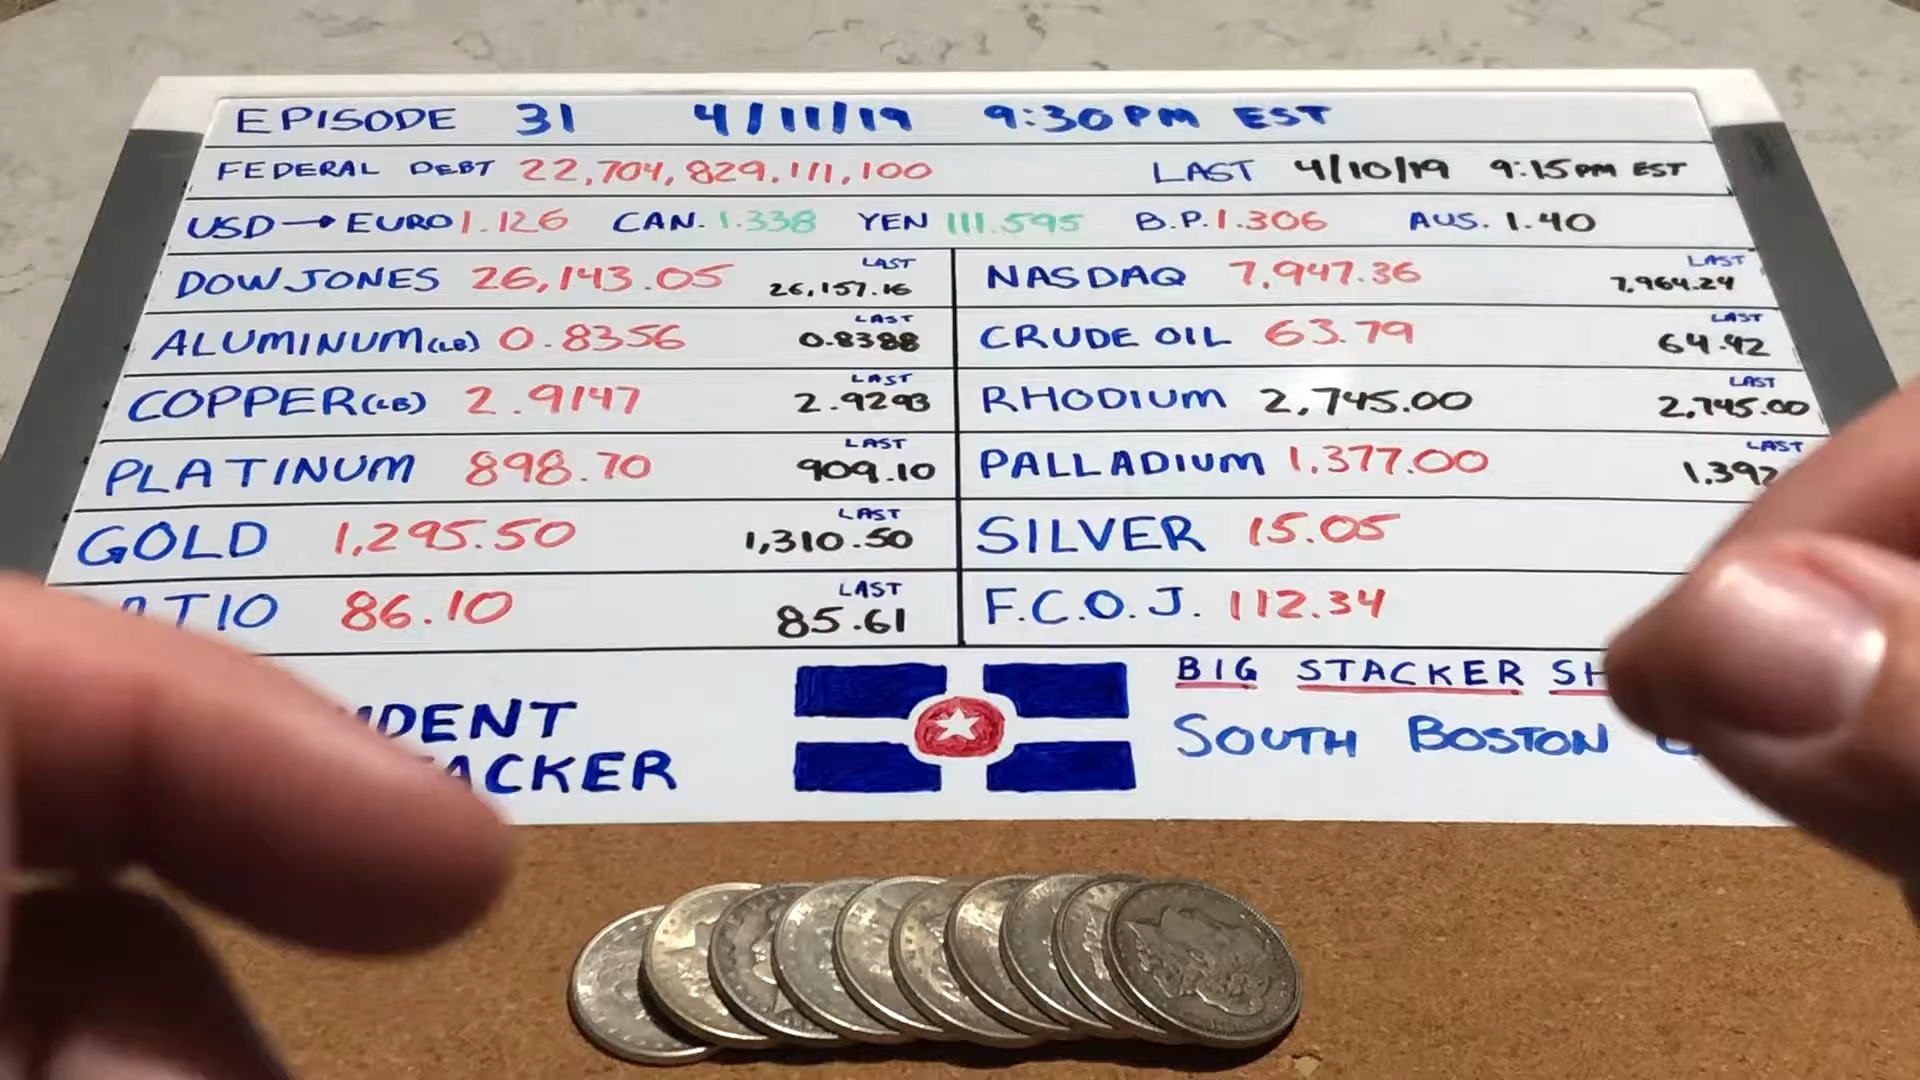 EPISODE 31 4/11/19 9:30PM EST
FEDERAL DEBT 22,704,829,111,100 LAST 4/10/19 9:15PM EST
USD→EURO 1.126 CAN. 1.338 YEN 111.595 B.P. 1.306 AUS. 1.40
DOW JONES 26,143.05 LAST 26,157.16
NASDAQ 7,947.36 LAST 7,964.24
ALUMINUM(LB) 0.8356 LAST 0.8388
CRUDE OIL 63.79 LAST 64.42
COPPER(LB) 2.9147 LAST 2.9293
RHODIUM 2,745.00 LAST 2,745.00
PLATINUM 898.70 LAST 909.10
PALLADIUM 1,377.00 LAST 1.392
GOLD 1,295.50 LAST 1,310.50
SILVER 15.05
TIO 86.10 LAST 85.61
F.C.O.J. 112.34
DENT
ACKER
BIG STACKER SH
SOUTH BOSTON